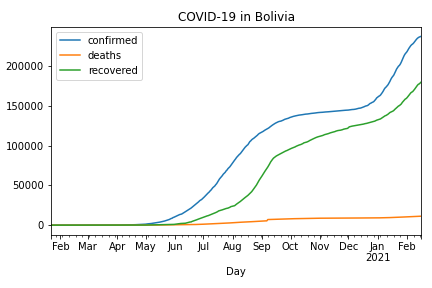 COVID-19 in Bolivia
confirmed
deaths
recovered
200000
150000
100000
50000
0
Feb Mar Apr May Jun Jul Aug Sep Oct Nov Dec Jan Feb
2021
Day